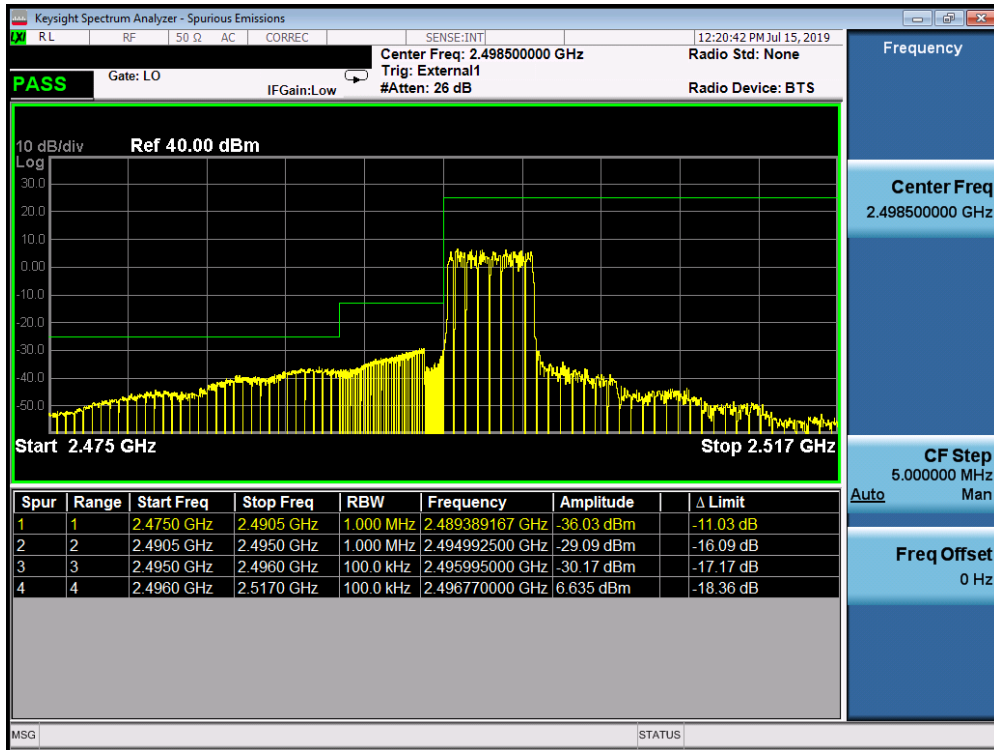 Keysight Spectrum Analyzer - Spurious Emissions
LXI RL RF 50 Ω AC CORREC SENSE:INT 12:20:42 PM Jul 15, 2019
Center Freq: 2.498500000 GHz Radio Std: None
PASS Gate: LO Trig: External1
IFGain:Low #Atten: 26 dB Radio Device: BTS
10 dB/div Ref 40.00 dBm
Log
30.0
20.0
10.0
0.00
-10.0
-20.0
-30.0
-40.0
-50.0
Start 2.475 GHz Stop 2.517 GHz
Spur Range Start Freq Stop Freq RBW Frequency Amplitude Δ Limit
1 1 2.4750 GHz 2.4905 GHz 1.000 MHz 2.489389167 GHz -36.03 dBm -11.03 dB
2 2 2.4905 GHz 2.4950 GHz 1.000 MHz 2.494992500 GHz -29.09 dBm -16.09 dB
3 3 2.4950 GHz 2.4960 GHz 100.0 kHz 2.495995000 GHz -30.17 dBm -17.17 dB
4 4 2.4960 GHz 2.5170 GHz 100.0 kHz 2.496770000 GHz 6.635 dBm -18.36 dB
Frequency
Center Freq
2.498500000 GHz
CF Step
5.000000 MHz
Auto Man
Freq Offset
0 Hz
MSG STATUS